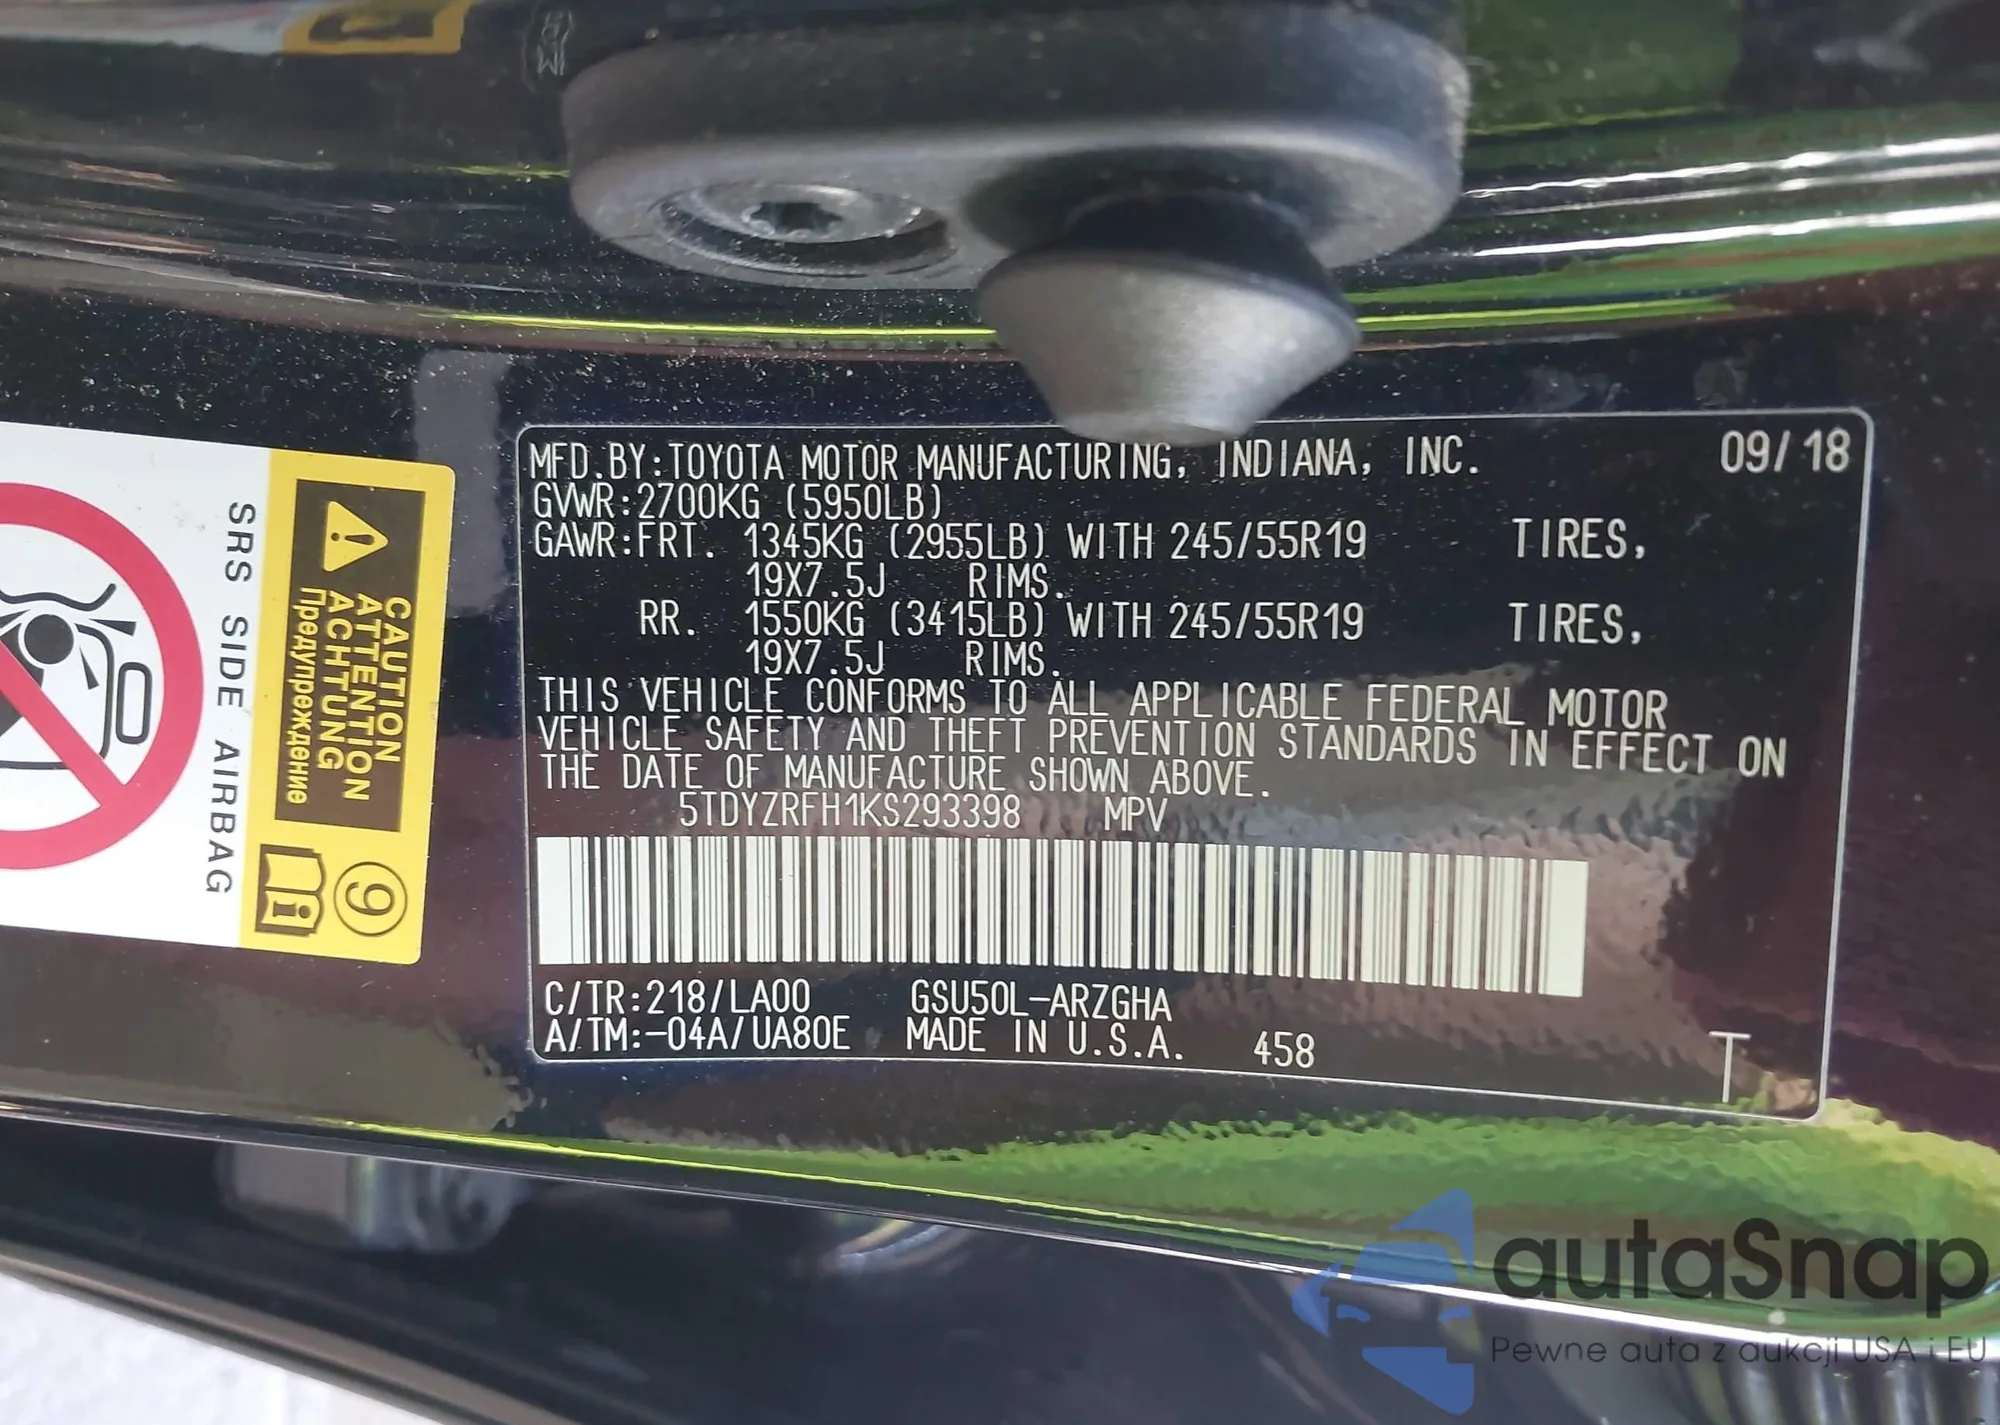 MFD.BY:TOYOTA MOTOR MANUFACTURING, INDIANA, INC. 09/18
GVWR:2700KG (5950LB)
GAWR:FRT. 1345KG (2955LB) WITH 245/55R19 TIRES,
19X7.5J RIMS.
RR. 1550KG (3415LB) WITH 245/55R19 TIRES,
19X7.5J RIMS.
THIS VEHICLE CONFORMS TO ALL APPLICABLE FEDERAL MOTOR
VEHICLE SAFETY AND THEFT PREVENTION STANDARDS IN EFFECT ON
THE DATE OF MANUFACTURE SHOWN ABOVE.
5TDYZRFH1KS293398 MPV
C/TR:218/LA00 GSU50L-ARZGHA
A/TM:-04A/UA80E MADE IN U.S.A. 458
T
CAUTION
ATTENTION
ACHTUNG
Предупреждение
SRS SIDE AIRBAG
9
i
autaSnap
Pewne auta z aukcji USA i EU